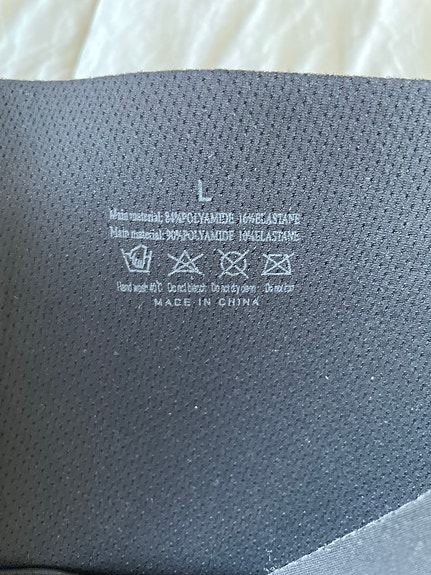 L
Main material: 84%POLYAMIDE 16%ELASTANE
Main material: 90%POLYAMIDE 10%ELASTANE
Hand wash 40°C Do not bleach Do not dry clean Do not iron
MADE IN CHINA